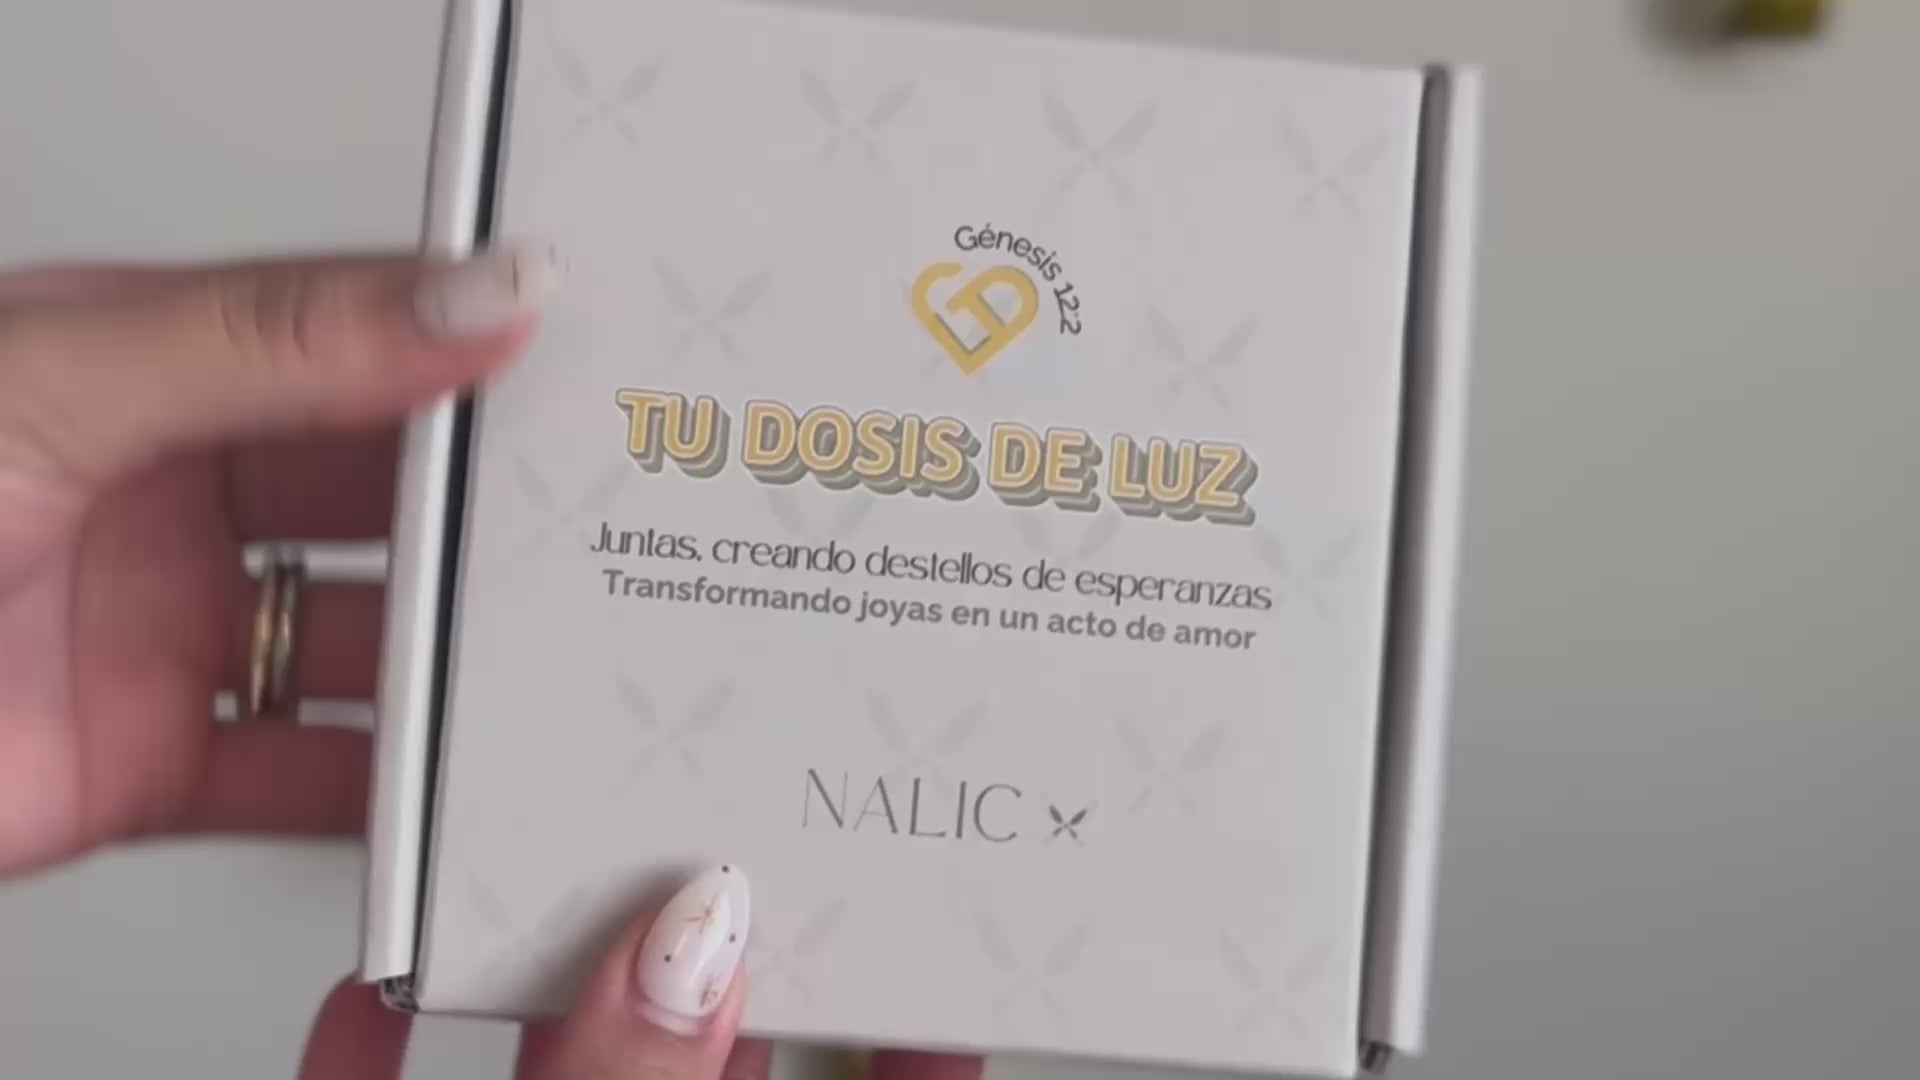 Génesis 12:2
TU DOSIS DE LUZ
Juntas, creando destellos de esperanzas
Transformando joyas en un acto de amor
NALIC